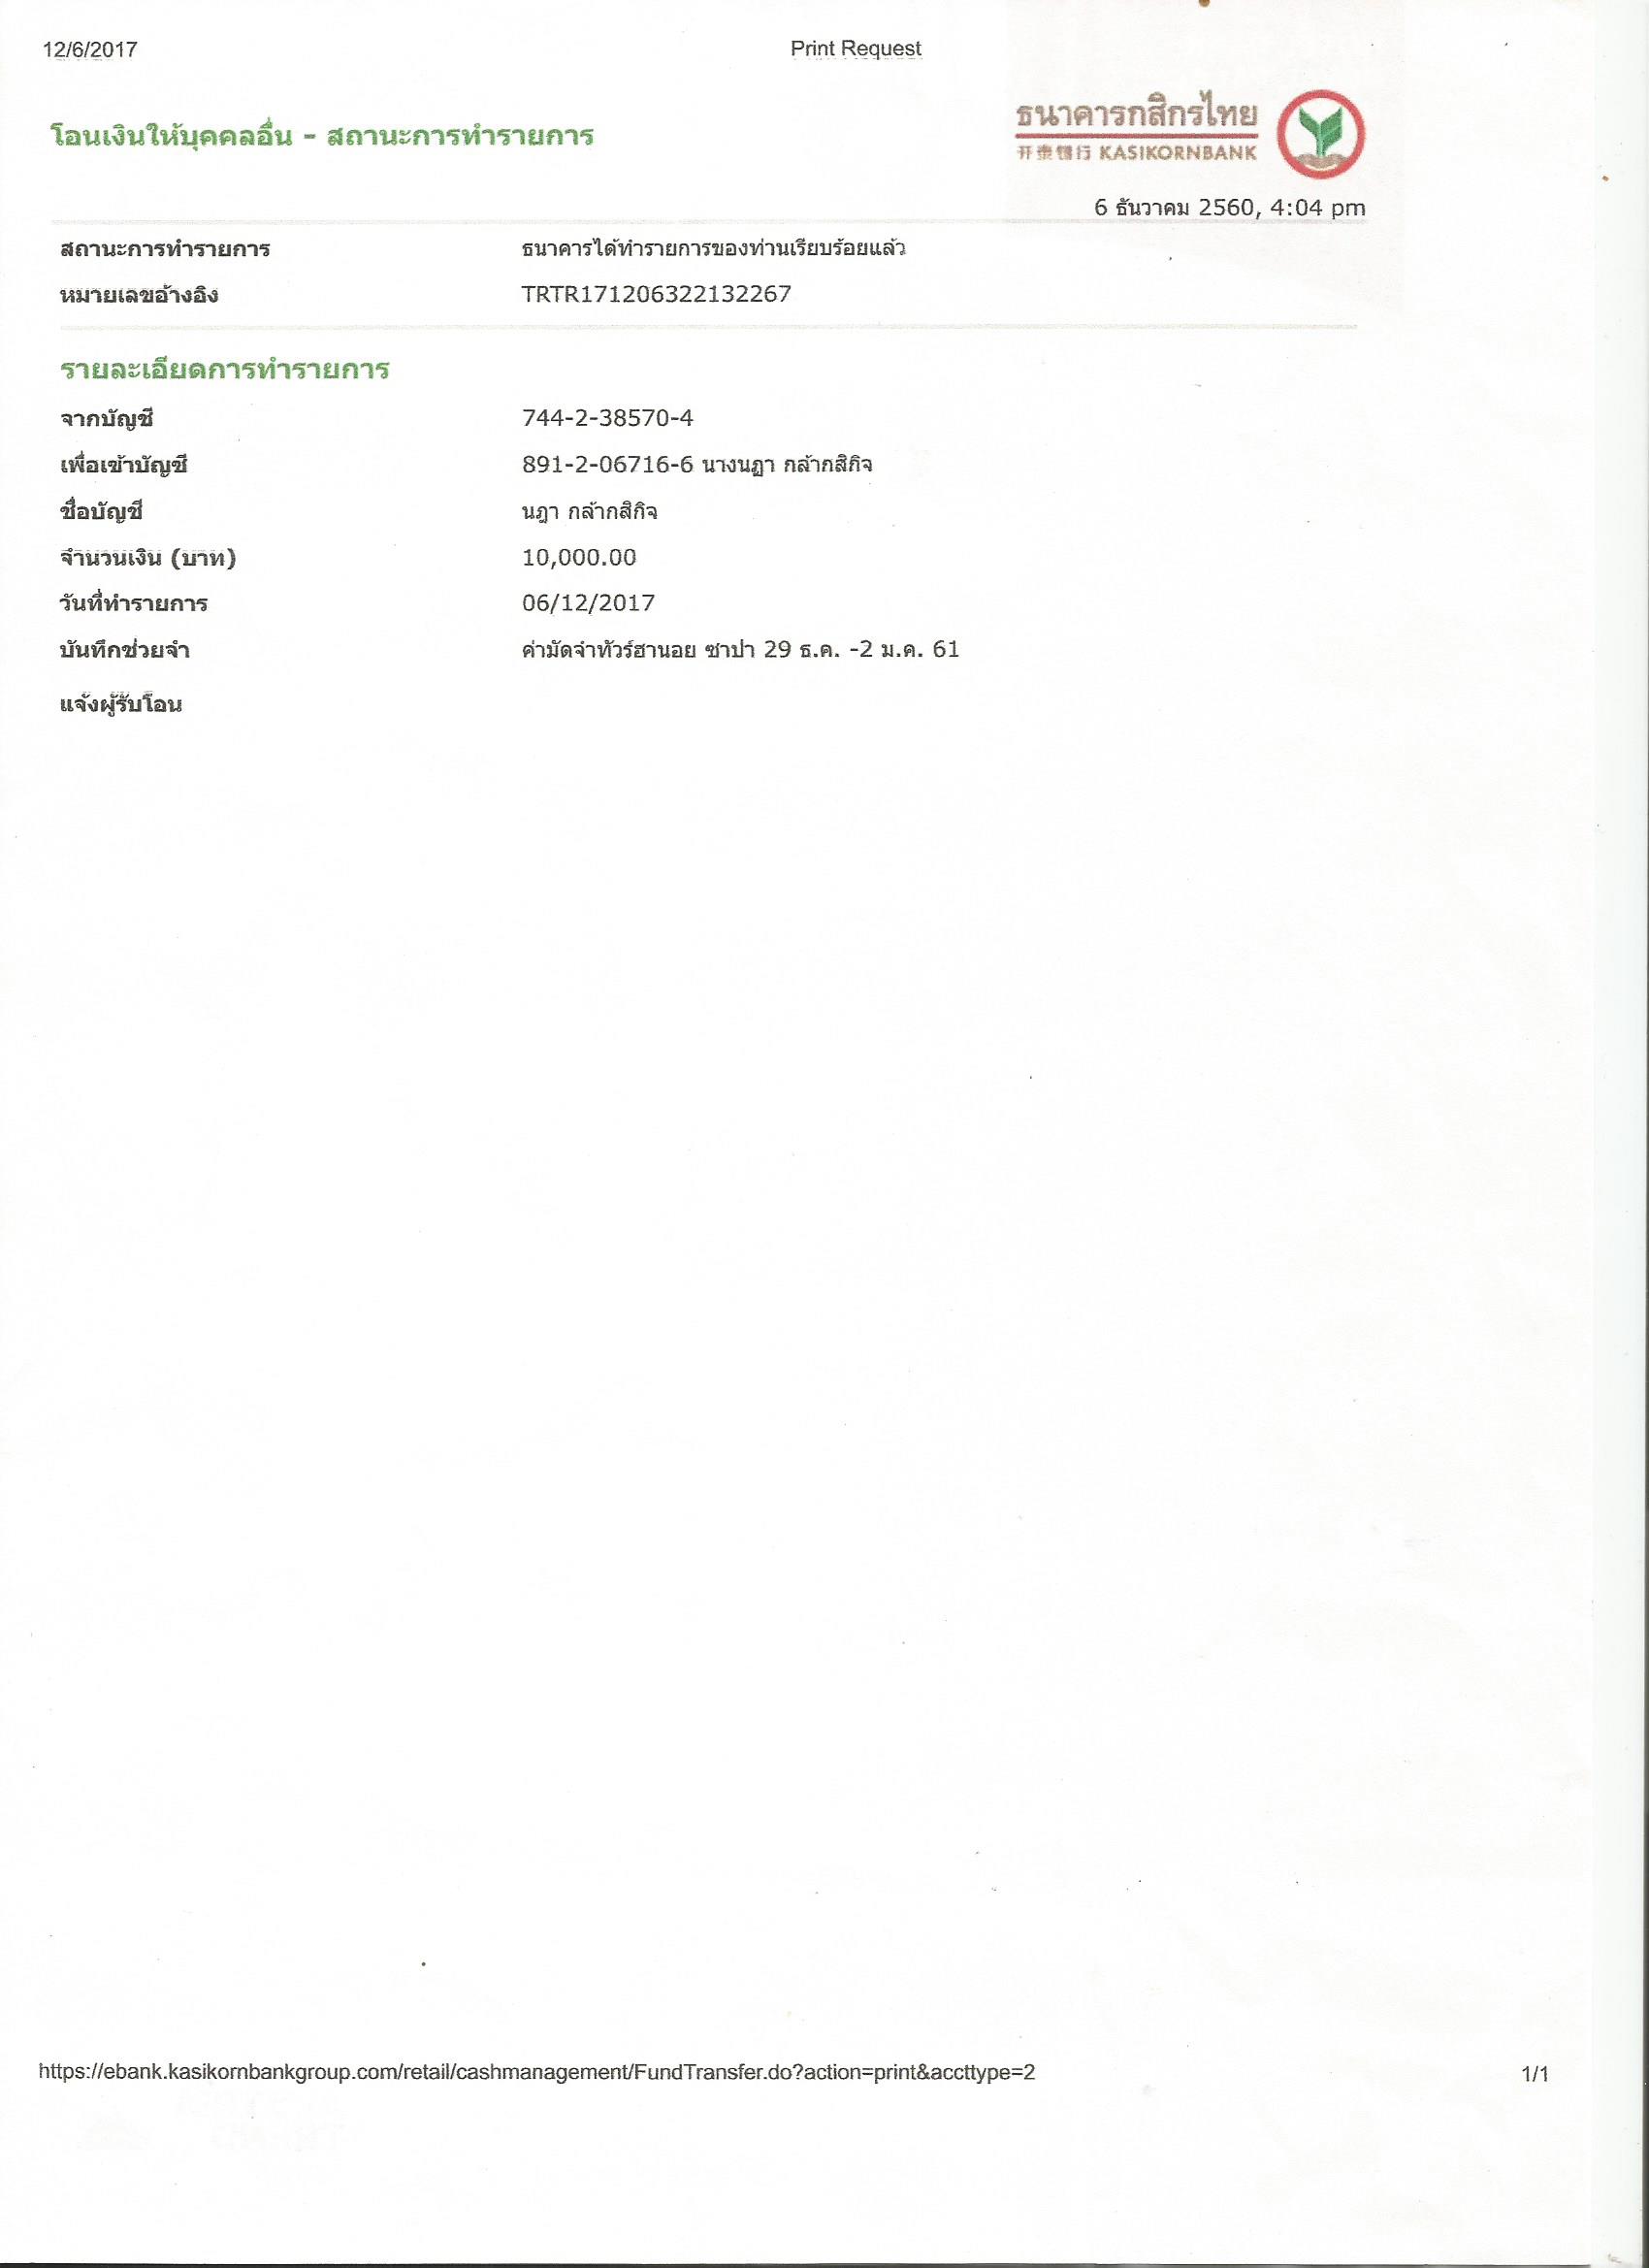 12/6/2017 Print Request
ธนาคารกสิกรไทย
开泰银行 KASIKORNBANK
โอนเงินให้บุคคลอื่น - สถานะการทำรายการ
6 ธันวาคม 2560, 4:04 pm
สถานะการทำรายการ ธนาคารได้ทำรายการของท่านเรียบร้อยแล้ว
หมายเลขอ้างอิง TRTR171206322132267
รายละเอียดการทำรายการ
จากบัญชี 744-2-38570-4
เพื่อเข้าบัญชี 891-2-06716-6 นางนฎา กล้ากสิกิจ
ชื่อบัญชี นฎา กล้ากสิกิจ
จำนวนเงิน (บาท) 10,000.00
วันที่ทำรายการ 06/12/2017
บันทึกช่วยจำ ค่ามัดจำทัวร์ฮานอย ซาปา 29 ธ.ค. -2 ม.ค. 61
แจ้งผู้รับโอน
https://ebank.kasikornbankgroup.com/retail/cashmanagement/FundTransfer.do?action=print&accttype=2 1/1